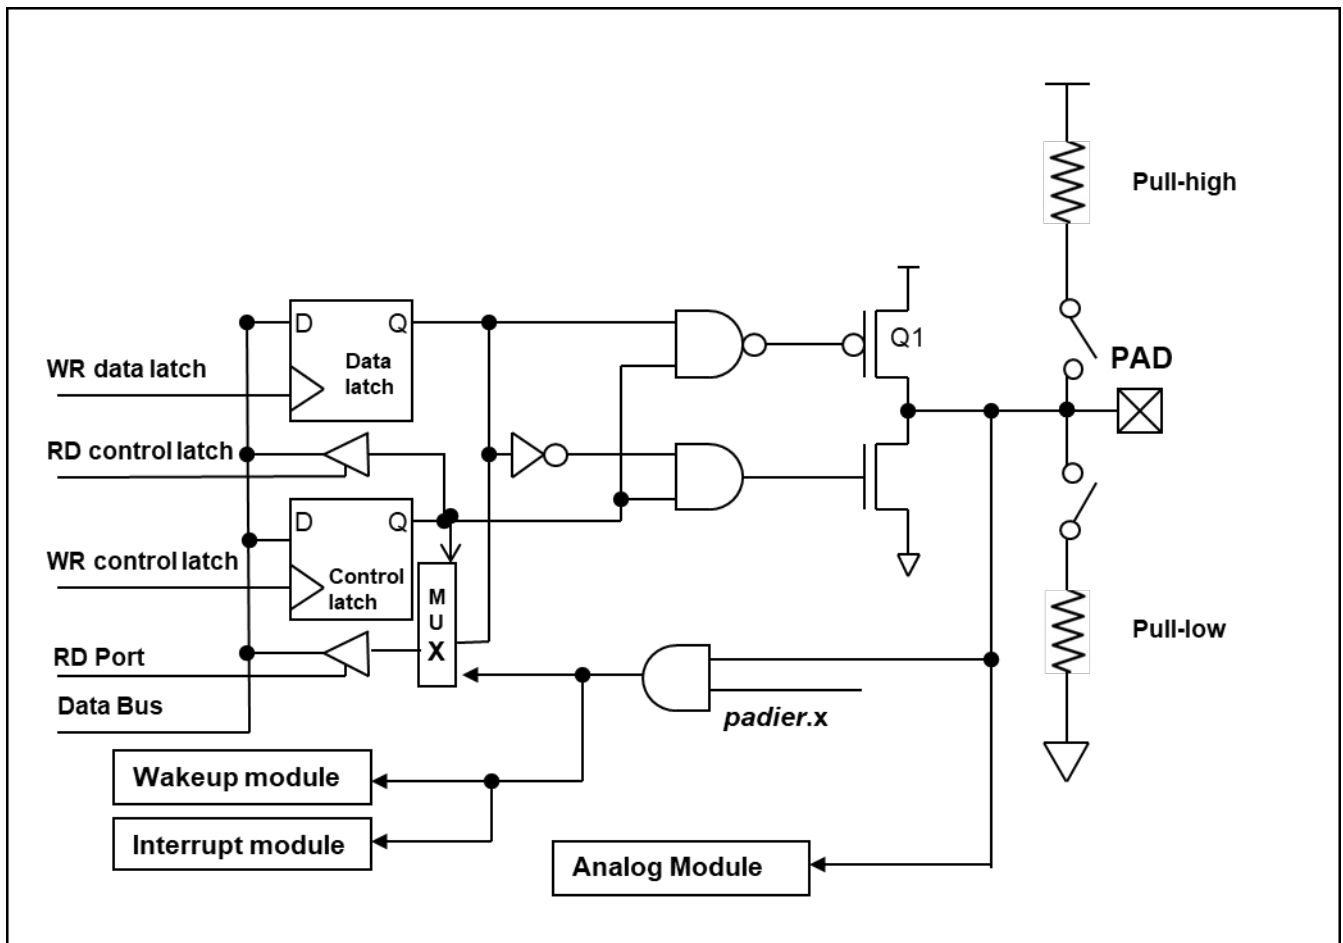 Pull-high
D Q
Data
latch
Q1
PAD
WR data latch
RD control latch
D Q
Control
latch
WR control latch
M
U
X
RD Port
Data Bus
Pull-low
padier.x
Wakeup module
Interrupt module
Analog Module